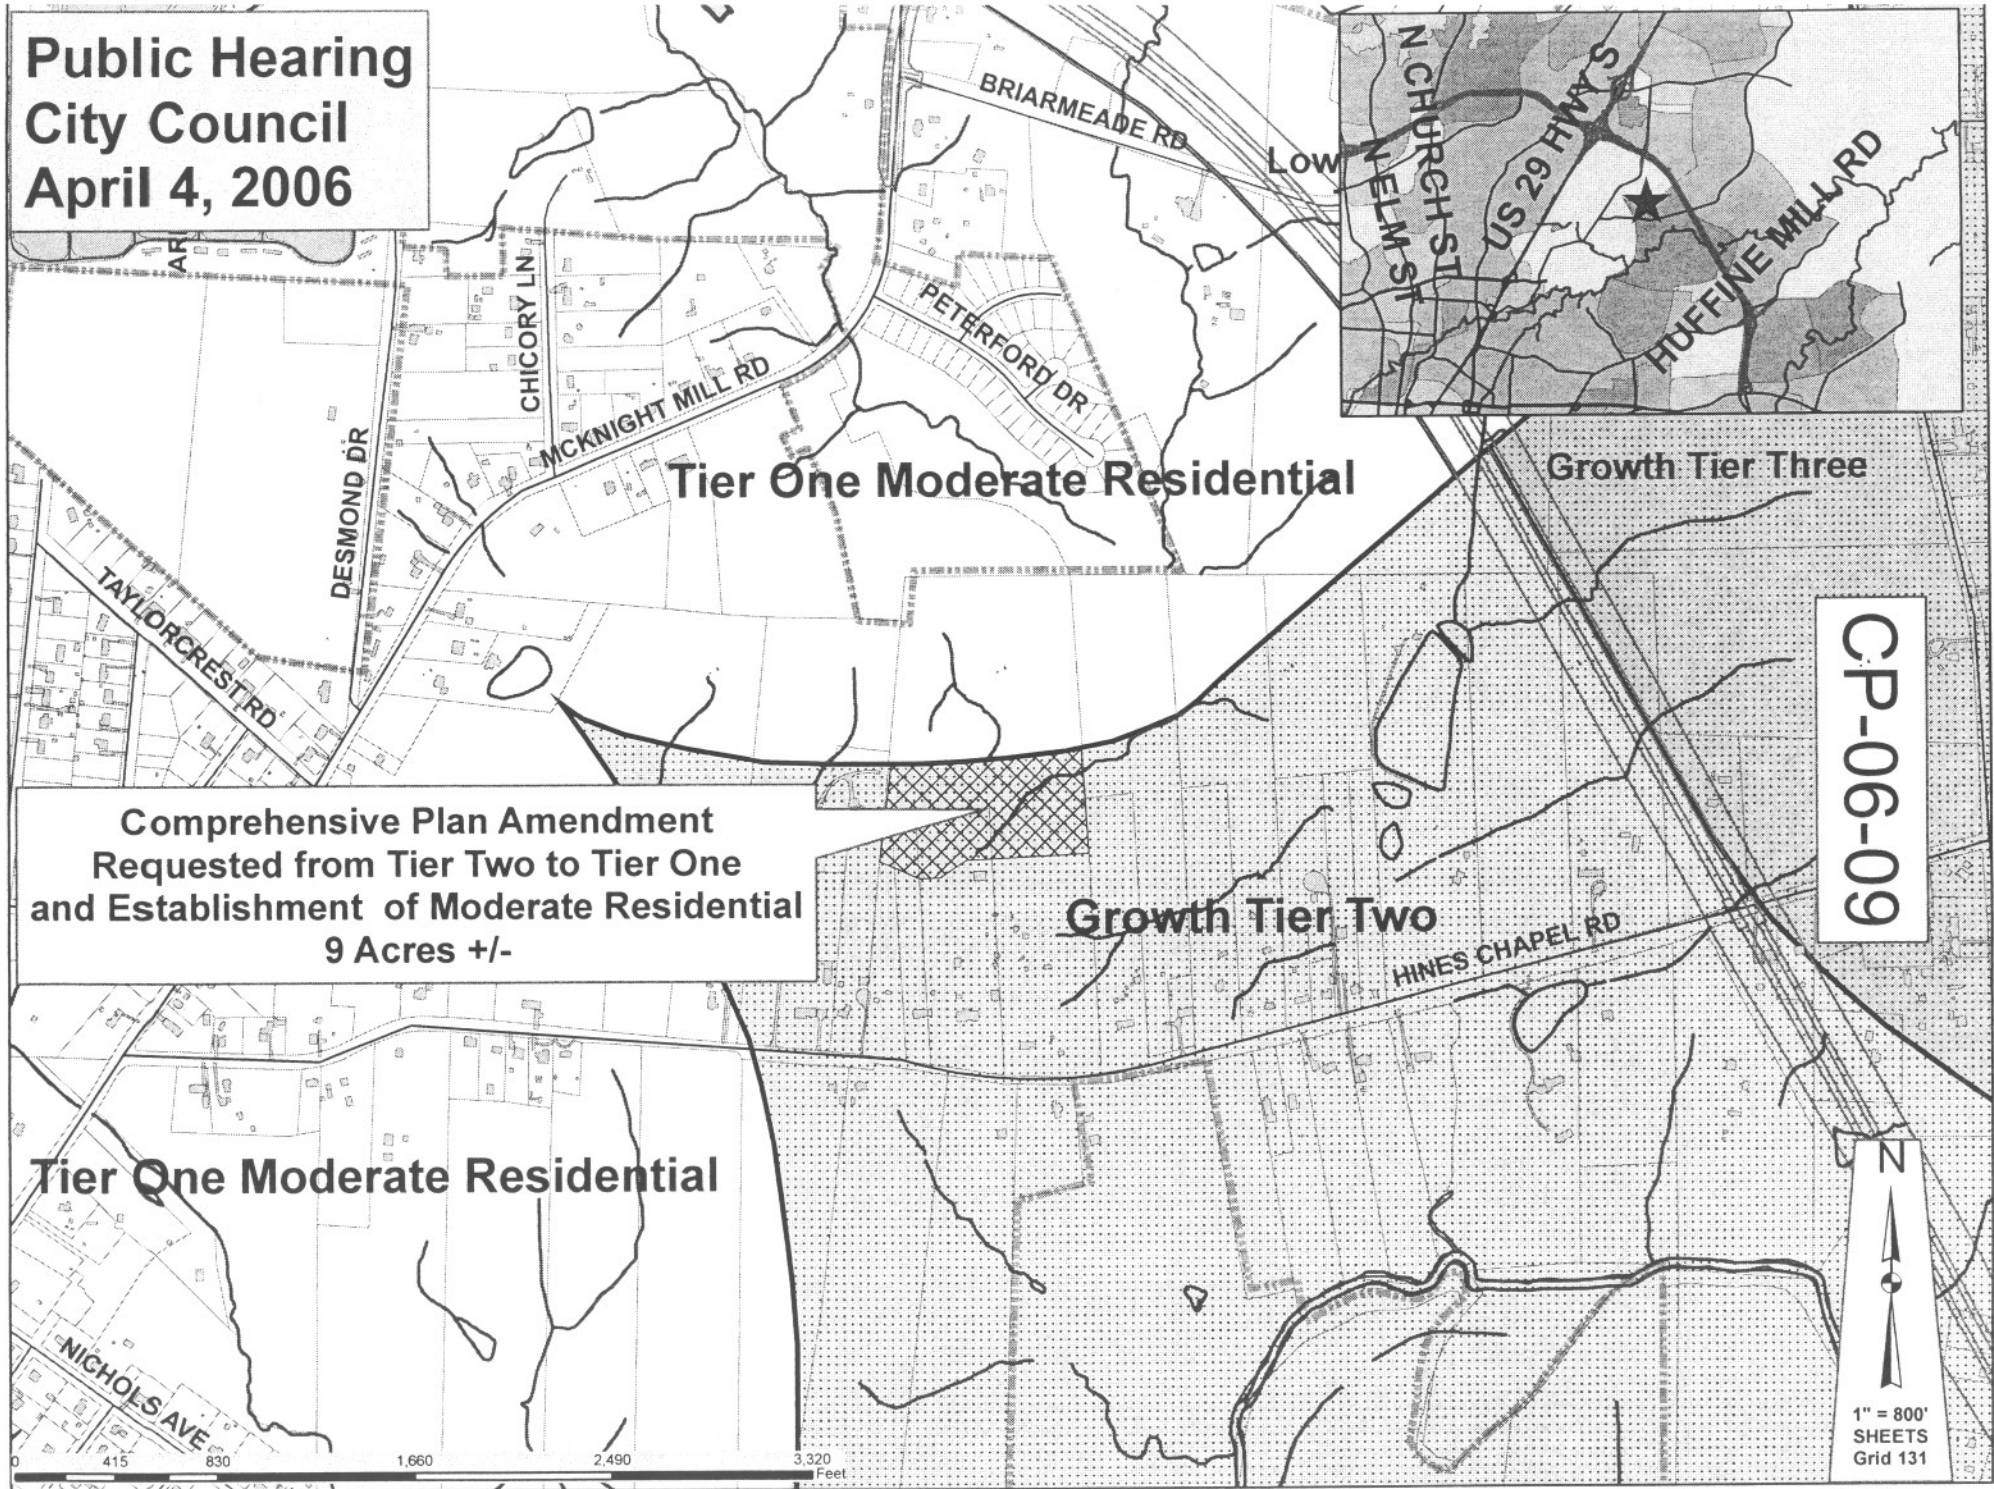 Public Hearing
City Council
April 4, 2006
BRIARMEADE RD
Low
N CHURCH ST
N ELM ST
US 29 HWY S
HUFFINE MILL RD
CHICORY LN
PETERFORD DR
MCKNIGHT MILL RD
DESMOND DR
TAYLORCREST RD
Tier One Moderate Residential
Growth Tier Three
CP-06-09
Comprehensive Plan Amendment
Requested from Tier Two to Tier One
and Establishment of Moderate Residential
9 Acres +/-
Growth Tier Two
HINES CHAPEL RD
Tier One Moderate Residential
NICHOLS AVE
N
1" = 800'
SHEETS
Grid 131
0 415 830 1,660 2,490 3,320
Feet